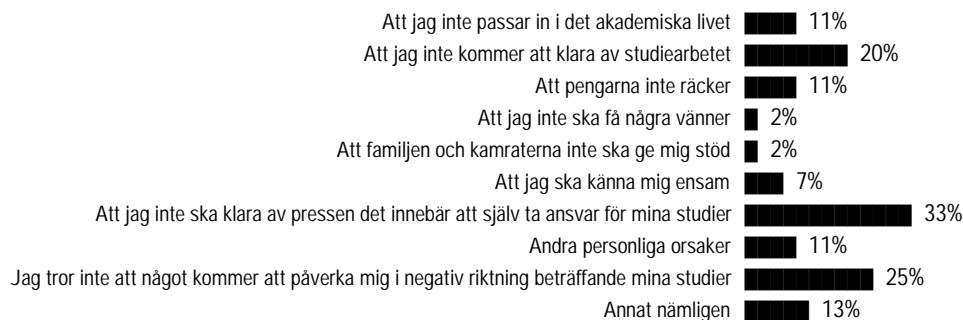 Att jag inte passar in i det akademiska livet 11%
Att jag inte kommer att klara av studiearbetet 20%
Att pengarna inte räcker 11%
Att jag inte ska få några vänner 2%
Att familjen och kamraterna inte ska ge mig stöd 2%
Att jag ska känna mig ensam 7%
Att jag inte ska klara av pressen det innebär att själv ta ansvar för mina studier 33%
Andra personliga orsaker 11%
Jag tror inte att något kommer att påverka mig i negativ riktning beträffande mina studier 25%
Annat nämligen 13%